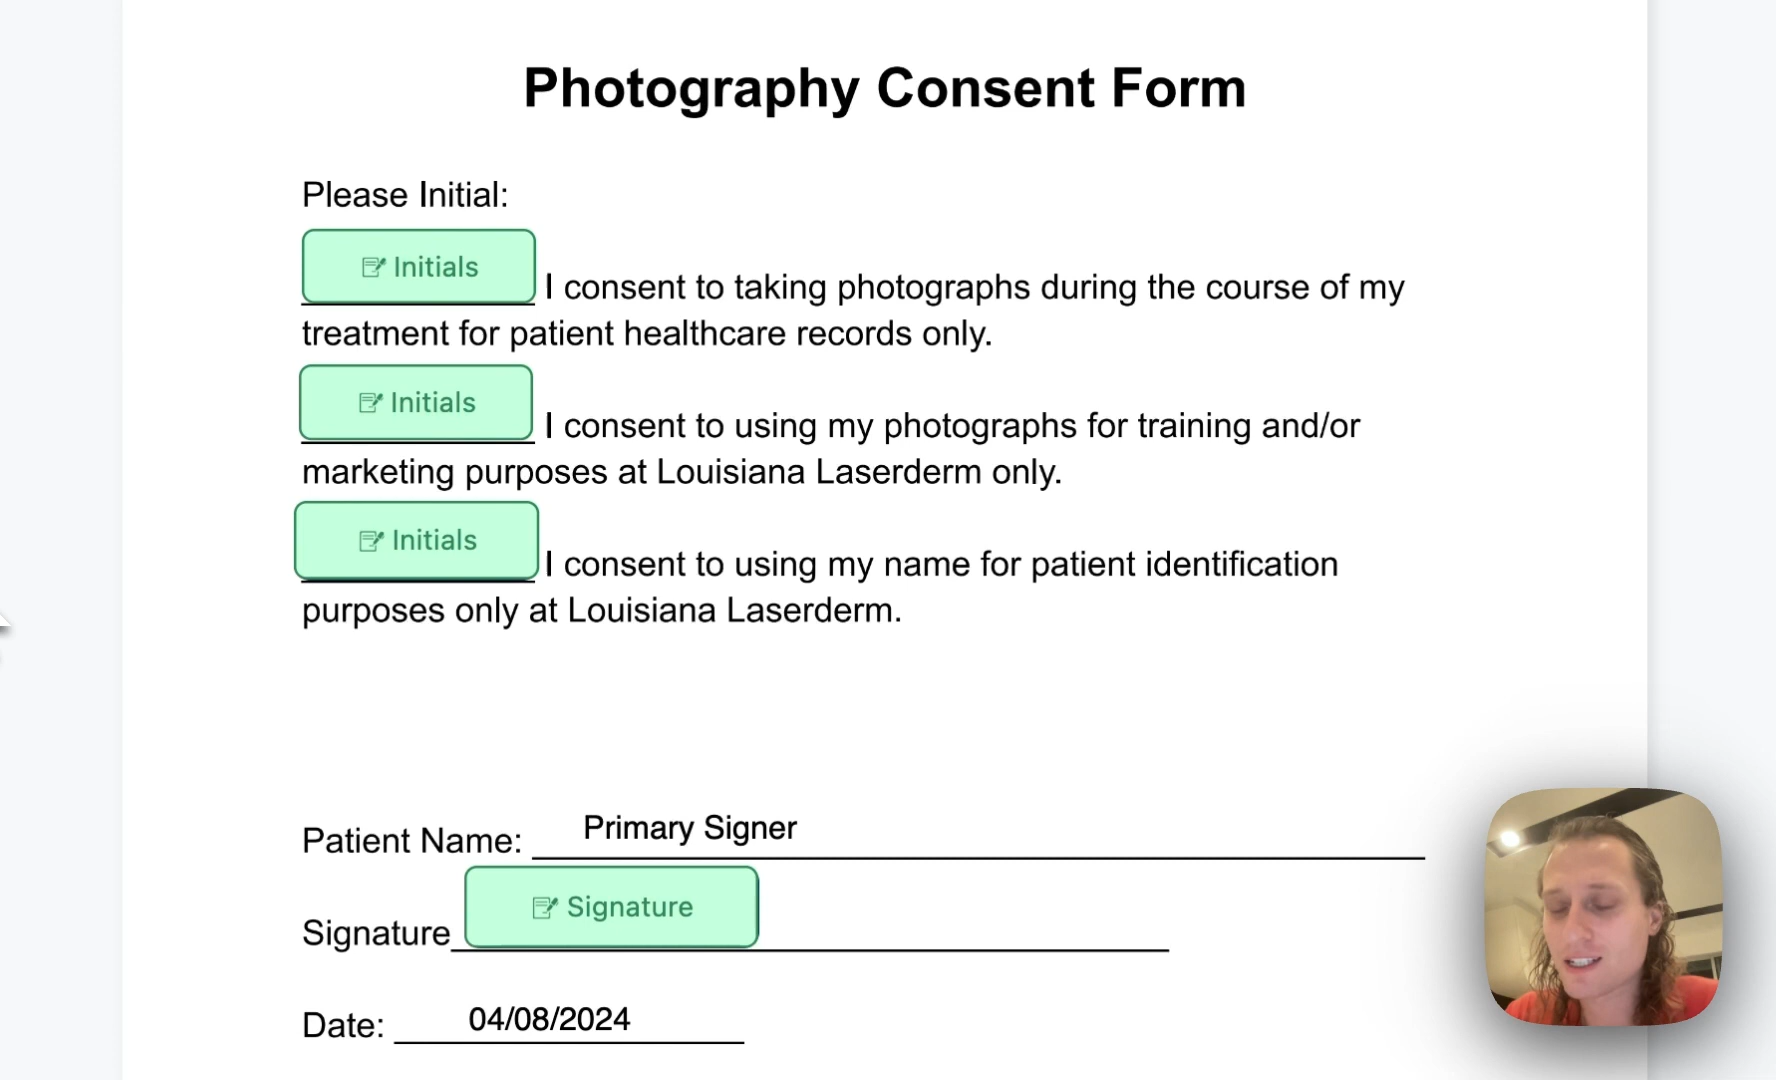 Photography Consent Form
Please Initial:
Initials I consent to taking photographs during the course of my
treatment for patient healthcare records only.
Initials I consent to using my photographs for training and/or
marketing purposes at Louisiana Laserderm only.
Initials I consent to using my name for patient identification
purposes only at Louisiana Laserderm.
Patient Name: Primary Signer
Signature Signature
Date: 04/08/2024